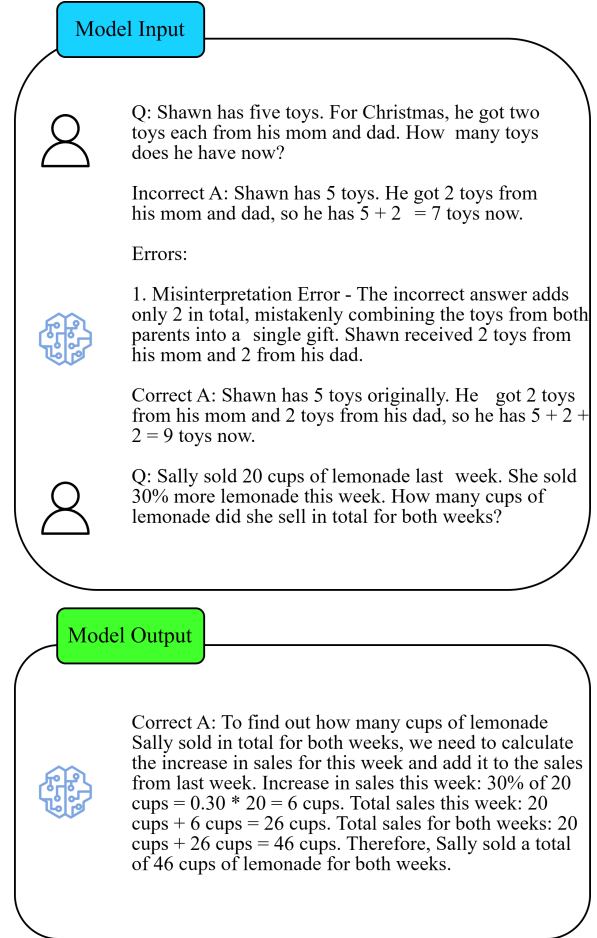 Model Input
Q: Shawn has five toys. For Christmas, he got two
toys each from his mom and dad. How many toys
does he have now?
Incorrect A: Shawn has 5 toys. He got 2 toys from
his mom and dad, so he has 5 + 2 = 7 toys now.
Errors:
1. Misinterpretation Error - The incorrect answer adds
only 2 in total, mistakenly combining the toys from both
parents into a single gift. Shawn received 2 toys from
his mom and 2 from his dad.
Correct A: Shawn has 5 toys originally. He got 2 toys
from his mom and 2 toys from his dad, so he has 5 + 2 +
2 = 9 toys now.
Q: Sally sold 20 cups of lemonade last week. She sold
30% more lemonade this week. How many cups of
lemonade did she sell in total for both weeks?
Model Output
Correct A: To find out how many cups of lemonade
Sally sold in total for both weeks, we need to calculate
the increase in sales for this week and add it to the sales
from last week. Increase in sales this week: 30% of 20
cups = 0.30 * 20 = 6 cups. Total sales this week: 20
cups + 6 cups = 26 cups. Total sales for both weeks: 20
cups + 26 cups = 46 cups. Therefore, Sally sold a total
of 46 cups of lemonade for both weeks.